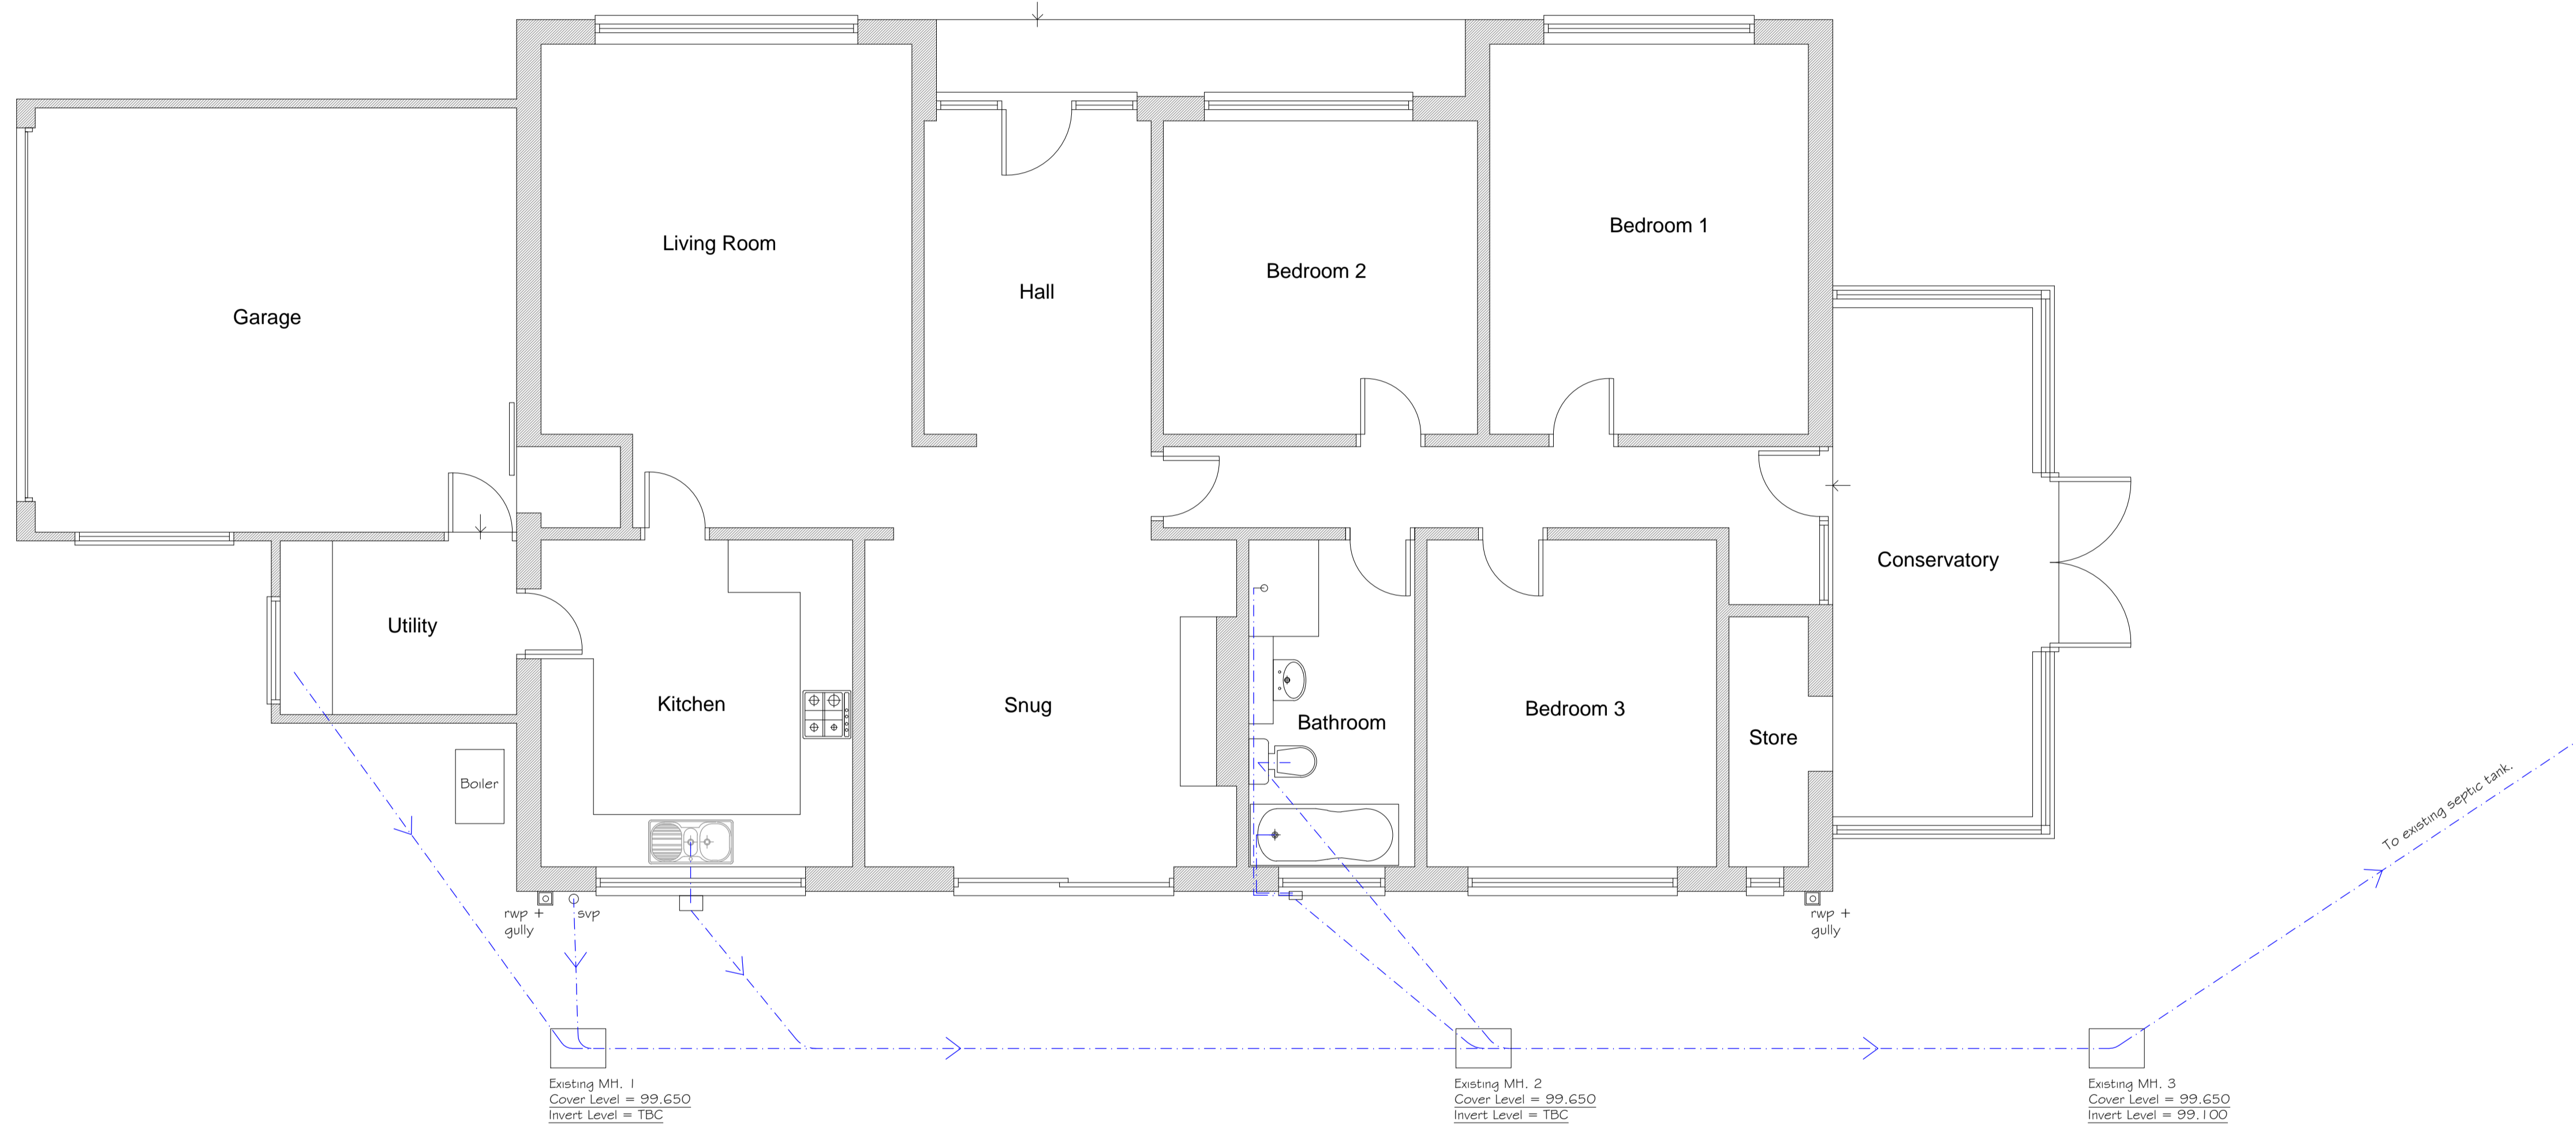 Living Room
Bedroom 1
Bedroom 2
Hall
Garage
Conservatory
Utility
Kitchen
Snug
Bedroom 3
Bathroom
Store
Boiler
To existing septic tank.
rwp +
gully
svp
rwp +
gully
Existing MH. 1
Cover Level = 99.650
Invert Level = TBC
Existing MH. 2
Cover Level = 99.650
Invert Level = TBC
Existing MH. 3
Cover Level = 99.650
Invert Level = 99.100